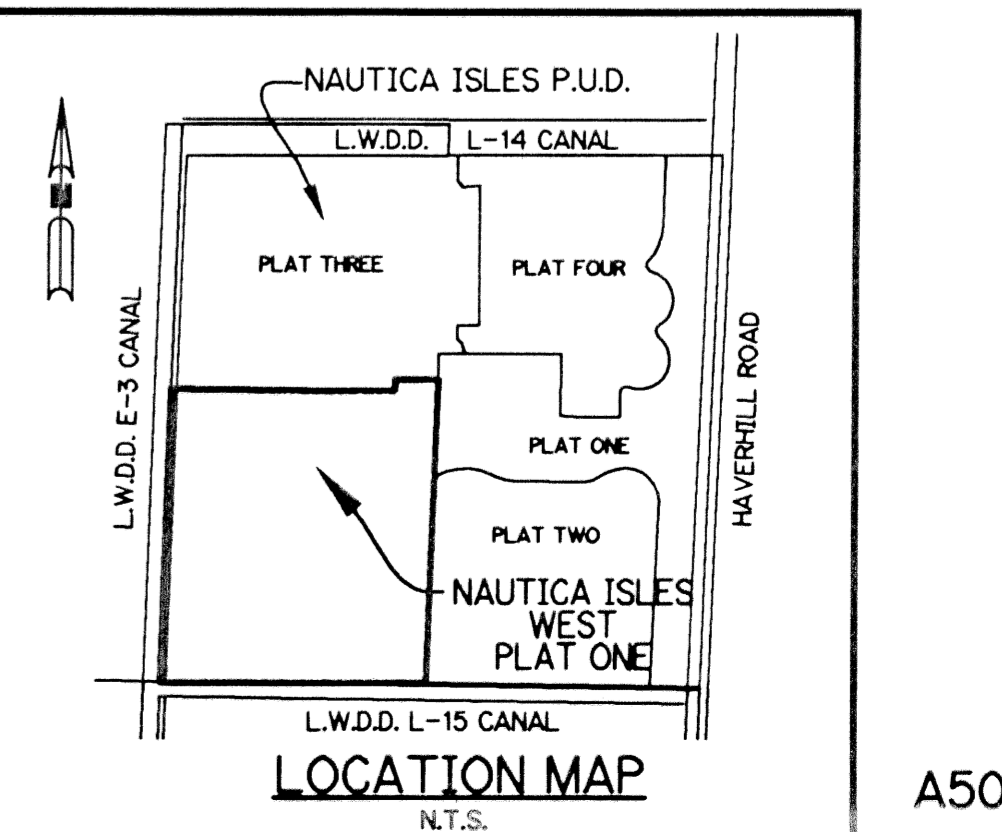 NAUTICA ISLES P.U.D.
L.W.D.D. L-14 CANAL
PLAT THREE
PLAT FOUR
L.W.D.D. E-3 CANAL
HAVERHILL ROAD
PLAT ONE
PLAT TWO
NAUTICA ISLES
WEST
PLAT ONE
L.W.D.D. L-15 CANAL
LOCATION MAP
N.T.S.
A50